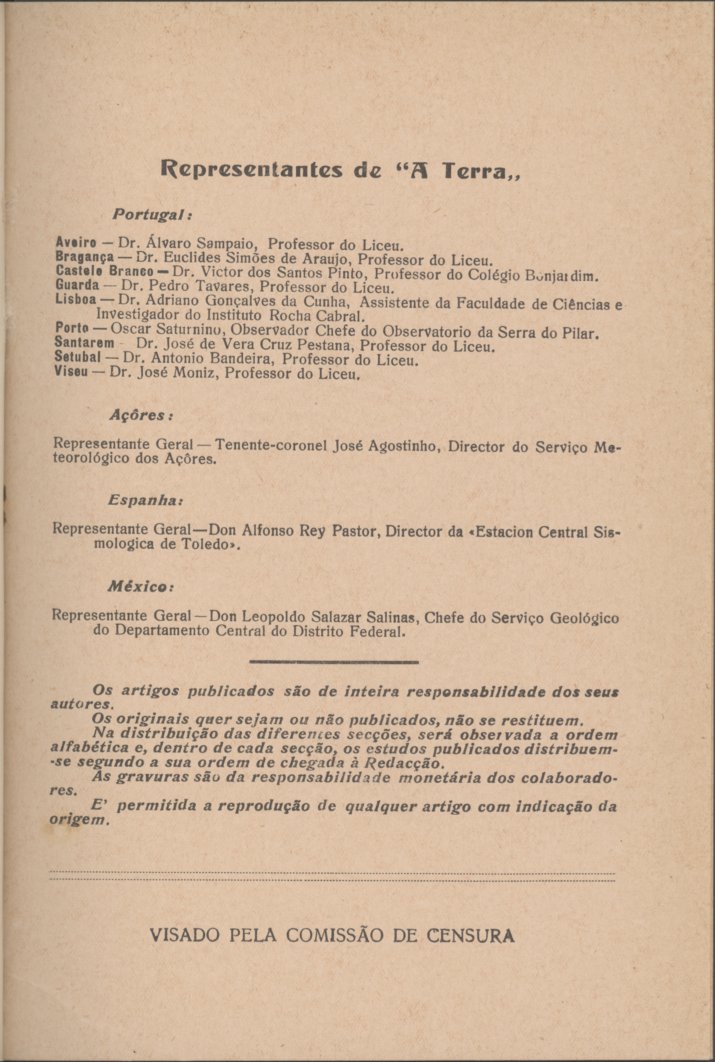 Representantes de "A Terra,,
Portugal:
Aveiro — Dr. Álvaro Sampaio, Professor do Liceu.
Bragança — Dr. Euclides Simões de Araujo, Professor do Liceu.
Castelo Branco — Dr. Victor dos Santos Pinto, Professor do Colégio Bonjardim.
Guarda — Dr. Pedro Tavares, Professor do Liceu.
Lisboa — Dr. Adriano Gonçalves da Cunha, Assistente da Faculdade de Ciências e
Investigador do Instituto Rocha Cabral.
Porto — Oscar Saturnino, Observador Chefe do Observatorio da Serra do Pilar.
Santarem - Dr. José de Vera Cruz Pestana, Professor do Liceu.
Setubal — Dr. Antonio Bandeira, Professor do Liceu.
Viseu — Dr. José Moniz, Professor do Liceu.
Açôres:
Representante Geral — Tenente-coronel José Agostinho, Director do Serviço Me-
teorológico dos Açôres.
Espanha:
Representante Geral—Don Alfonso Rey Pastor, Director da «Estacion Central Sis-
mologica de Toledo».
México:
Representante Geral — Don Leopoldo Salazar Salinas, Chefe do Serviço Geológico
do Departamento Central do Distrito Federal.
Os artigos publicados são de inteira responsabilidade dos seus
autores.
Os originais quer sejam ou não publicados, não se restituem.
Na distribuição das diferentes secções, será observada a ordem
alfabética e, dentro de cada secção, os estudos publicados distribuem-
-se segundo a sua ordem de chegada à Redacção.
As gravuras são da responsabilidade monetária dos colaborado-
res.
E' permitida a reprodução de qualquer artigo com indicação da
origem.
VISADO PELA COMISSÃO DE CENSURA